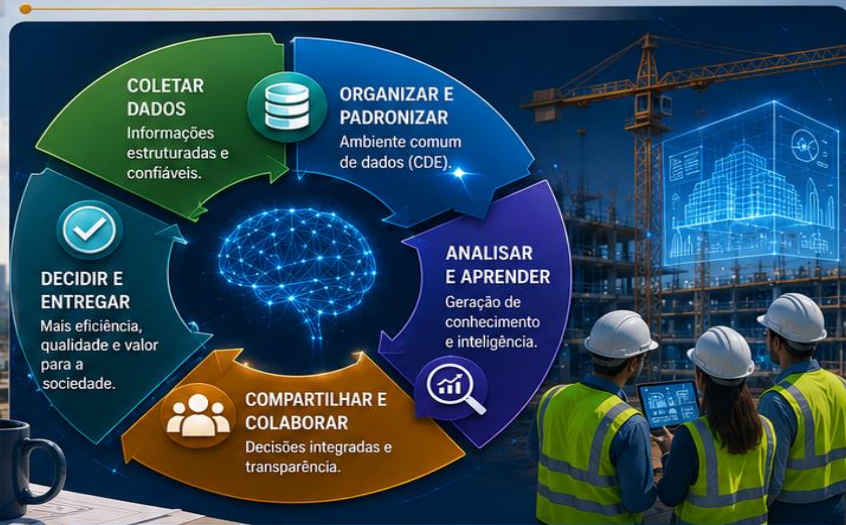 COLETAR
DADOS
Informações
estruturadas e
confiáveis.
ORGANIZAR E
PADRONIZAR
Ambiente comum
de dados (CDE).
ANALISAR
E APRENDER
Geração de
conhecimento
e inteligência.
COMPARTILHAR E
COLABORAR
Decisões integradas e
transparência.
DECIDIR E
ENTREGAR
Mais eficiência,
qualidade e valor
para a
sociedade.